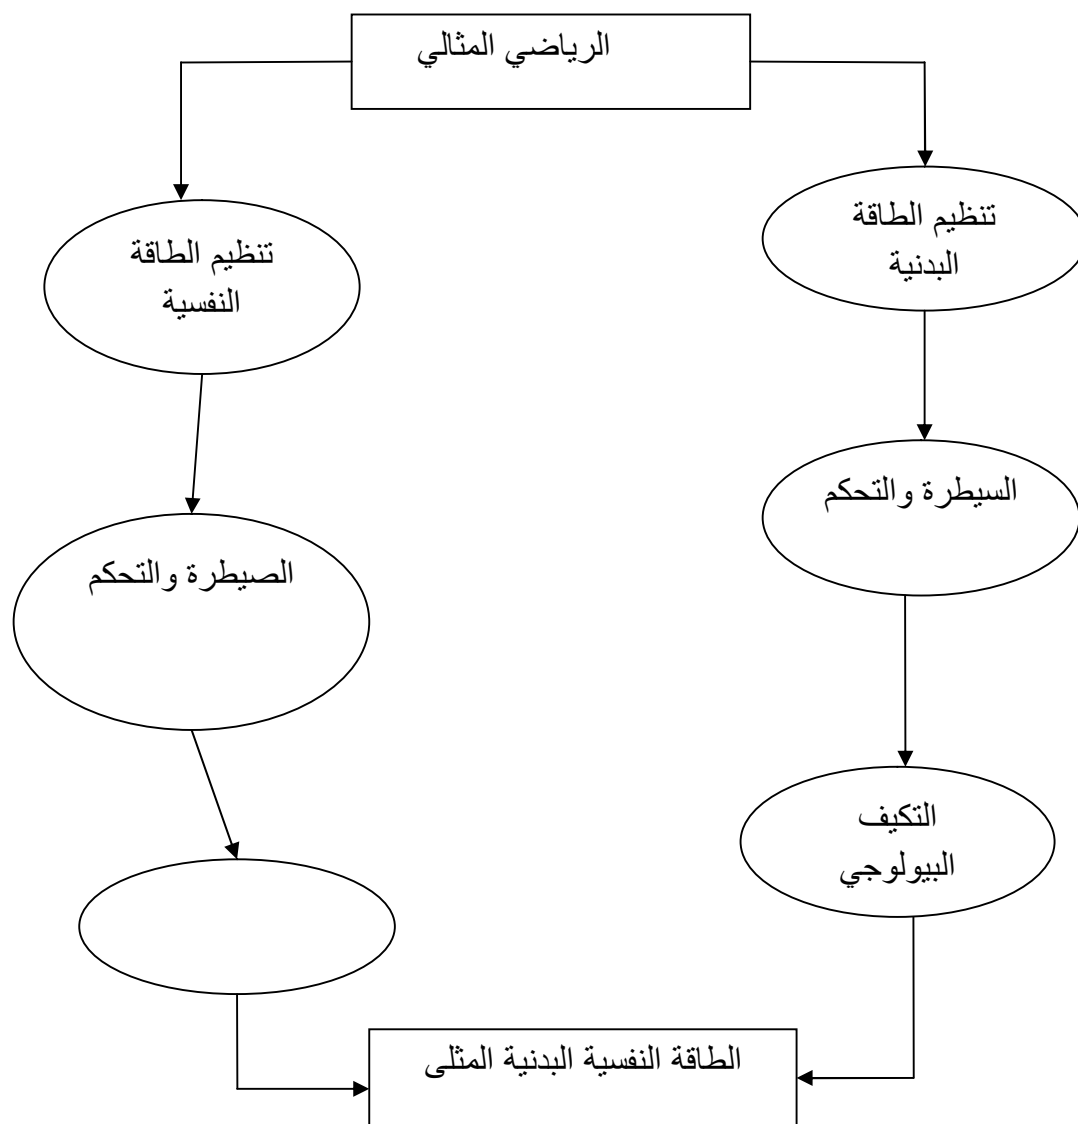 الرياضي المثالي
تنظيم الطاقة
البدنية
تنظيم الطاقة
النفسية
السيطرة والتحكم
الصيطرة والتحكم
التكيف
البيولوجي
الطاقة النفسية البدنية المثلى